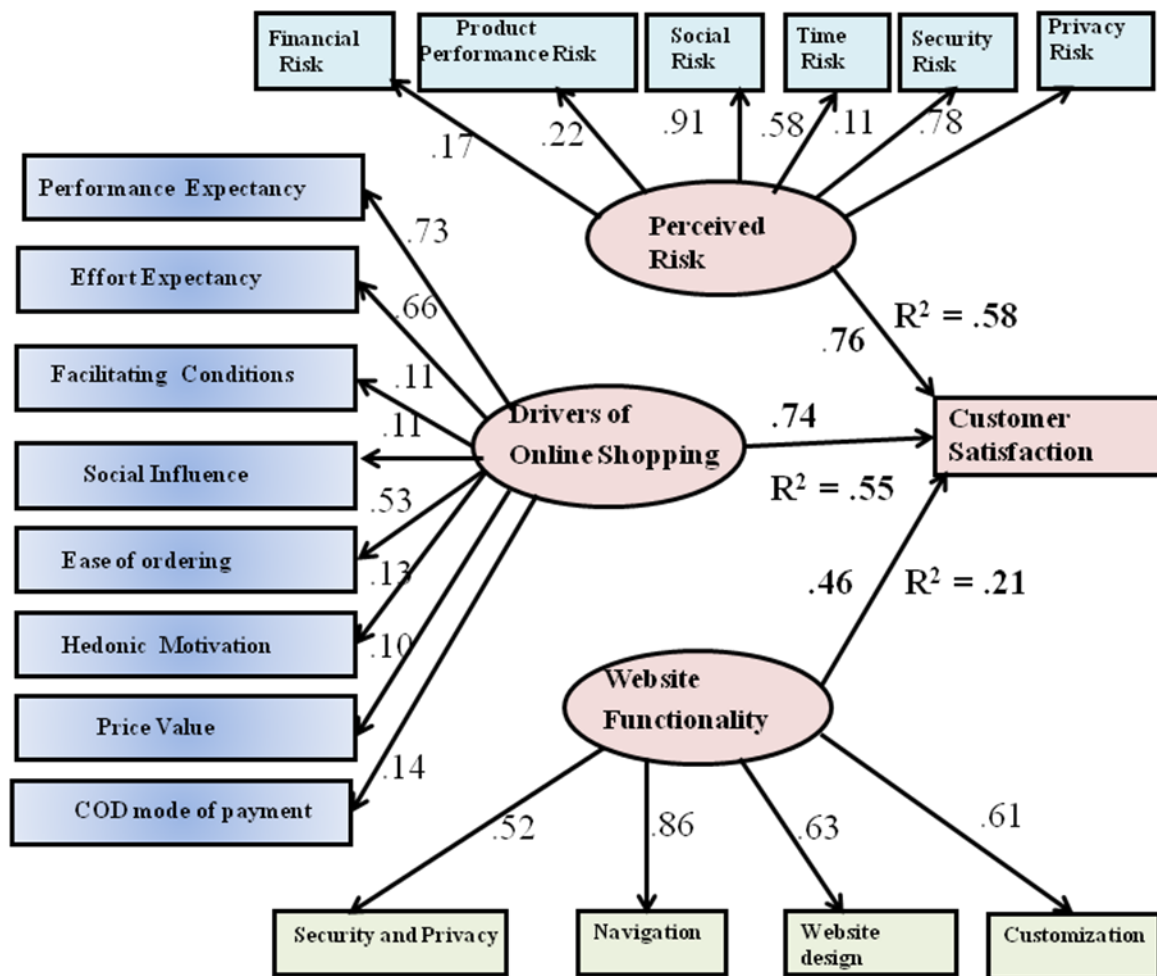 Financial
Risk
Product
Performance Risk
Social
Risk
Time
Risk
Security
Risk
Privacy
Risk
.17
.22
.91
.58
.11
.78
Performance Expectancy
Effort Expectancy
Facilitating Conditions
Social Influence
Ease of ordering
Hedonic Motivation
Price Value
COD mode of payment
.73
.66
.11
.11
.53
.13
.10
.14
Perceived
Risk
.76
R² = .58
Drivers of
Online Shopping
.74
R² = .55
Customer
Satisfaction
.46
R² = .21
Website
Functionality
.52
.86
.63
.61
Security and Privacy
Navigation
Website
design
Customization